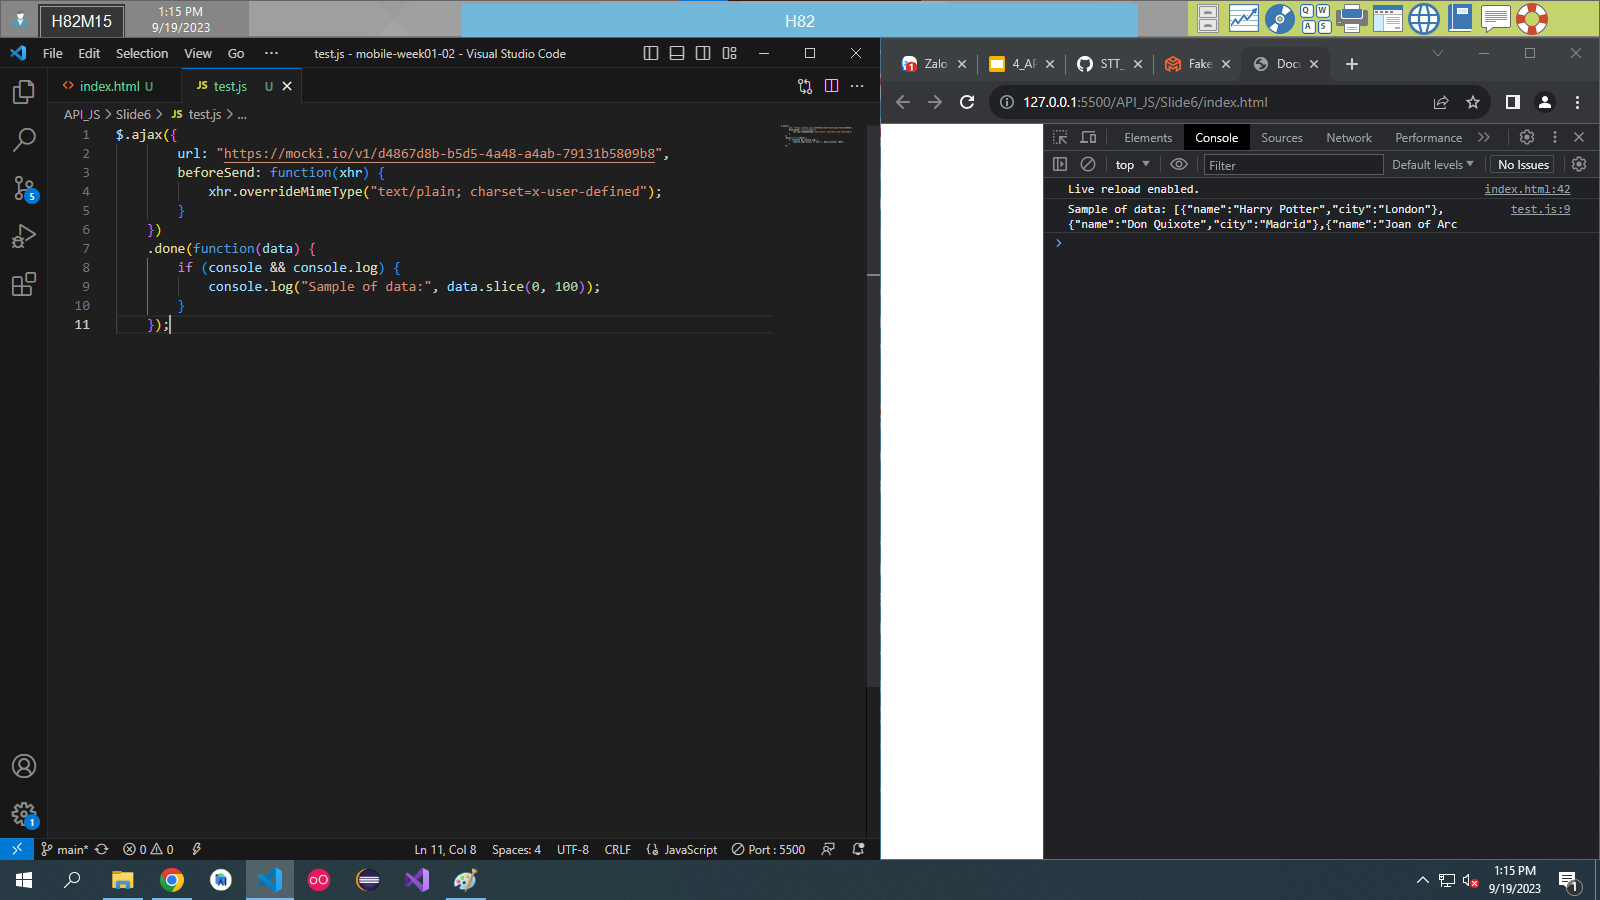 H82M15
1:15 PM
9/19/2023
H82
Q W
A S
File Edit Selection View Go ···
test.js - mobile-week01-02 - Visual Studio Code
index.html U
JS test.js U
API_JS > Slide6 > JS test.js > ...
1 $.ajax({
2 url: "https://mocki.io/v1/d4867d8b-b5d5-4a48-a4ab-79131b5809b8",
3 beforeSend: function(xhr) {
4 xhr.overrideMimeType("text/plain; charset=x-user-defined");
5 }
6 })
7 .done(function(data) {
8 if (console && console.log) {
9 console.log("Sample of data:", data.slice(0, 100));
10 }
11 });
5
1
main* 0 0
Ln 11, Col 8 Spaces: 4 UTF-8 CRLF JavaScript Port : 5500
1 Zalo 4_AP STT_ Fake Docu
127.0.0.1:5500/API_JS/Slide6/index.html
Elements Console Sources Network Performance
top Filter Default levels No Issues
Live reload enabled. index.html:42
Sample of data: [{"name":"Harry Potter","city":"London"}, test.js:9
{"name":"Don Quixote","city":"Madrid"},{"name":"Joan of Arc
1:15 PM
9/19/2023
1